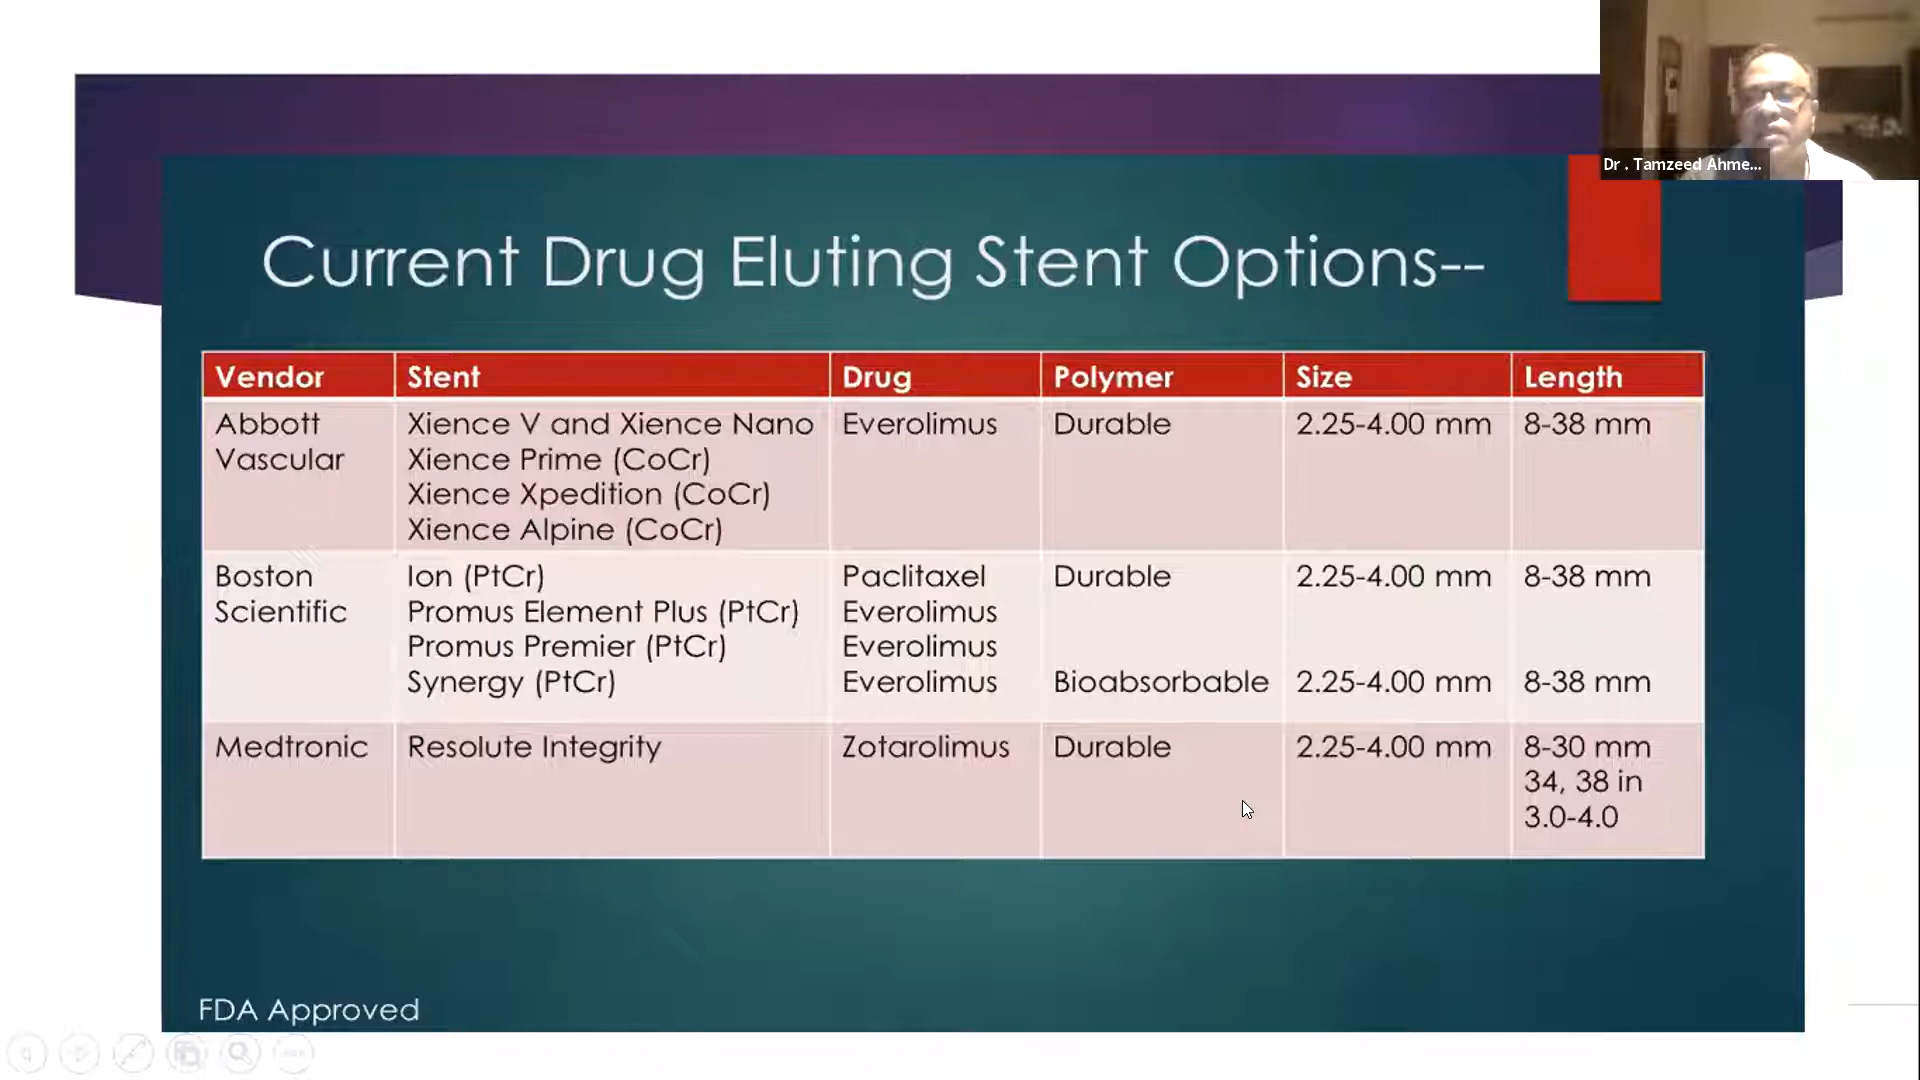 Dr . Tamzeed Ahme...
Current Drug Eluting Stent Options--
Vendor Stent Drug Polymer Size Length
Abbott Vascular
Xience V and Xience Nano
Xience Prime (CoCr)
Xience Xpedition (CoCr)
Xience Alpine (CoCr)
Everolimus
Durable
2.25-4.00 mm
8-38 mm
Boston Scientific
Ion (PtCr)
Promus Element Plus (PtCr)
Promus Premier (PtCr)
Synergy (PtCr)
Paclitaxel
Everolimus
Everolimus
Everolimus
Durable
Bioabsorbable
2.25-4.00 mm
2.25-4.00 mm
8-38 mm
8-38 mm
Medtronic
Resolute Integrity
Zotarolimus
Durable
2.25-4.00 mm
8-30 mm
34, 38 in
3.0-4.0
FDA Approved